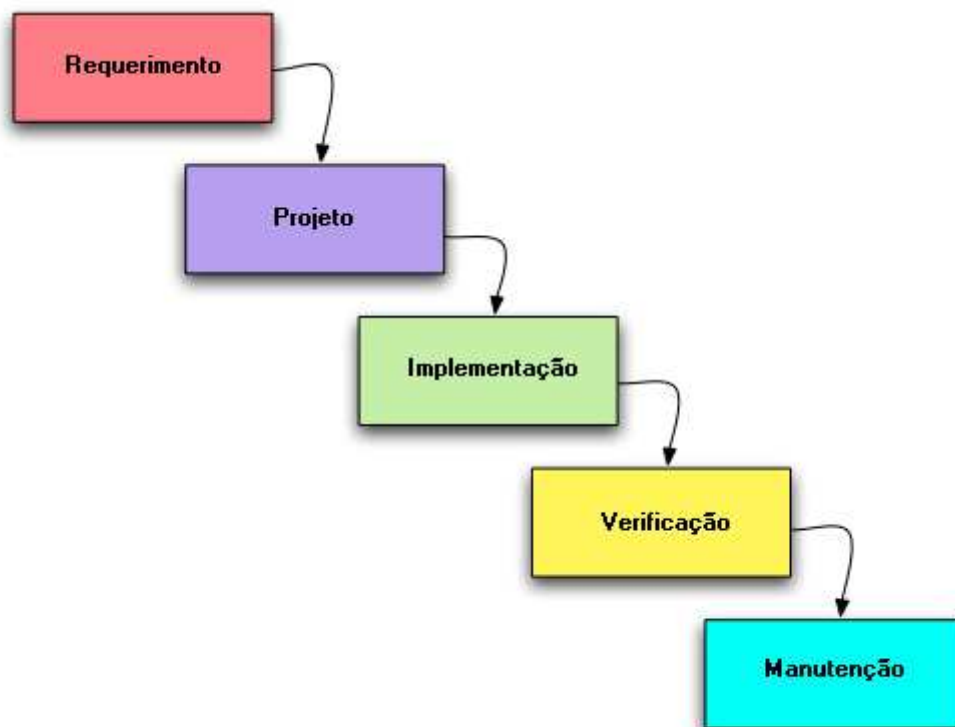 Requerimento
Projeto
Implementação
Verificação
Manutenção